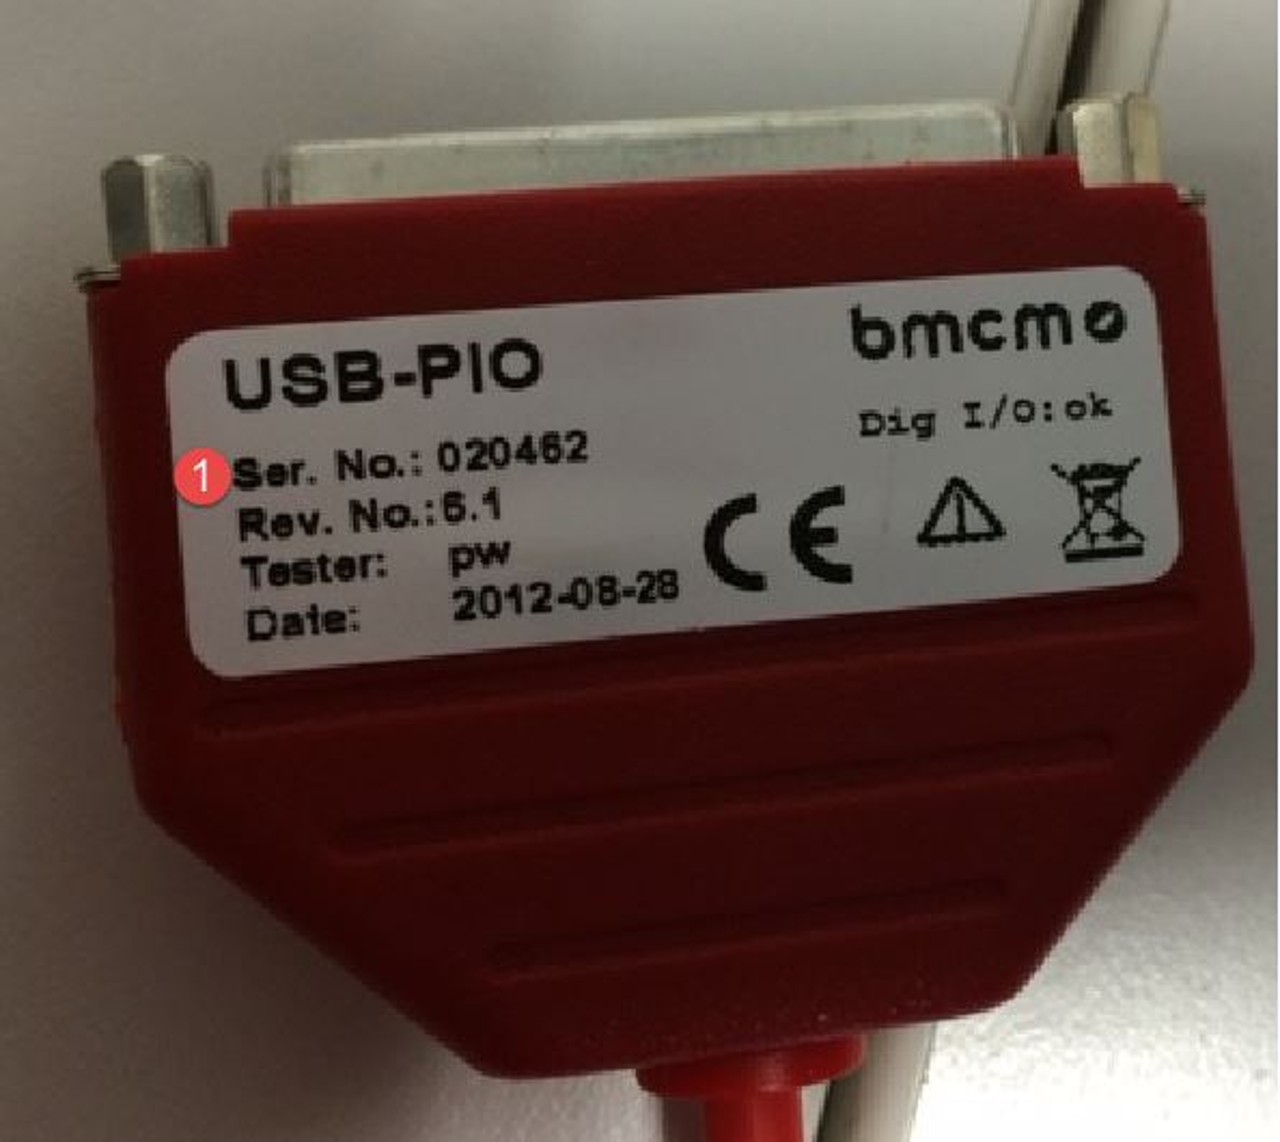 USB-PIO
bmcm
Dig I/O:ok
1
Ser. No.: 020462
Rev. No.:6.1
Tester: pw
Date: 2012-08-28
CE